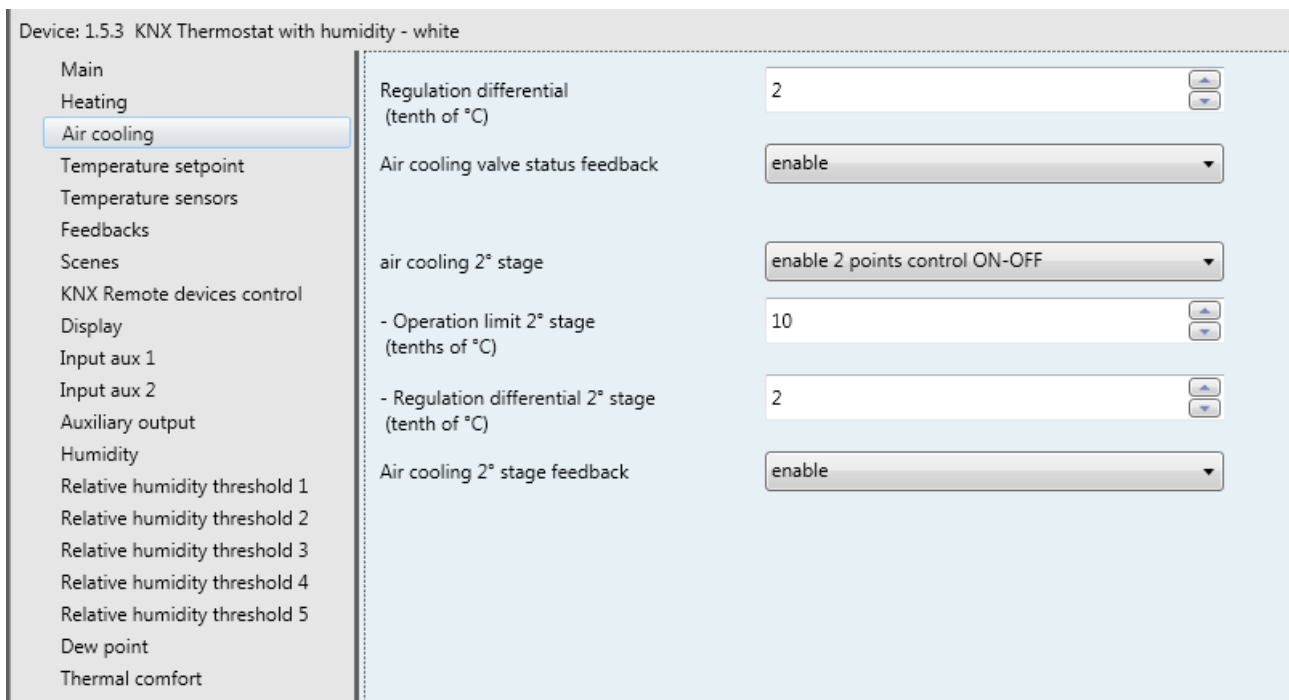 Device: 1.5.3  KNX Thermostat with humidity - white
Main
Heating
Air cooling
Temperature setpoint
Temperature sensors
Feedbacks
Scenes
KNX Remote devices control
Display
Input aux 1
Input aux 2
Auxiliary output
Humidity
Relative humidity threshold 1
Relative humidity threshold 2
Relative humidity threshold 3
Relative humidity threshold 4
Relative humidity threshold 5
Dew point
Thermal comfort
Regulation differential
(tenth of °C)
2
Air cooling valve status feedback
enable
air cooling 2° stage
enable 2 points control ON-OFF
- Operation limit 2° stage
(tenths of °C)
10
- Regulation differential 2° stage
(tenth of °C)
2
Air cooling 2° stage feedback
enable